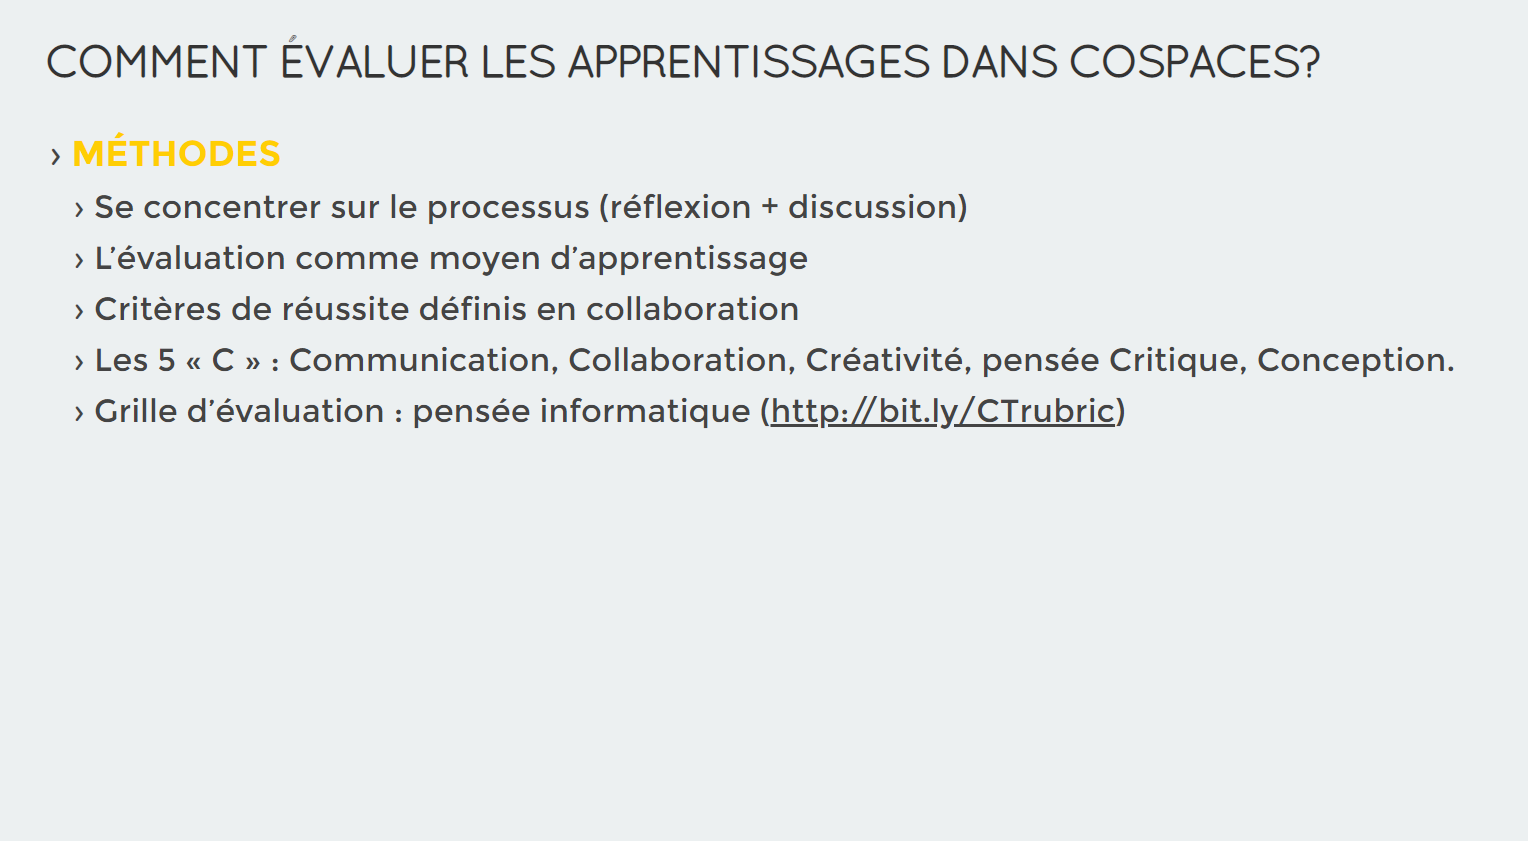 COMMENT ÉVALUER LES APPRENTISSAGES DANS COSPACES?
› MÉTHODES
› Se concentrer sur le processus (réflexion + discussion)
› L’évaluation comme moyen d’apprentissage
› Critères de réussite définis en collaboration
› Les 5 « C » : Communication, Collaboration, Créativité, pensée Critique, Conception.
› Grille d’évaluation : pensée informatique (http://bit.ly/CTrubric)